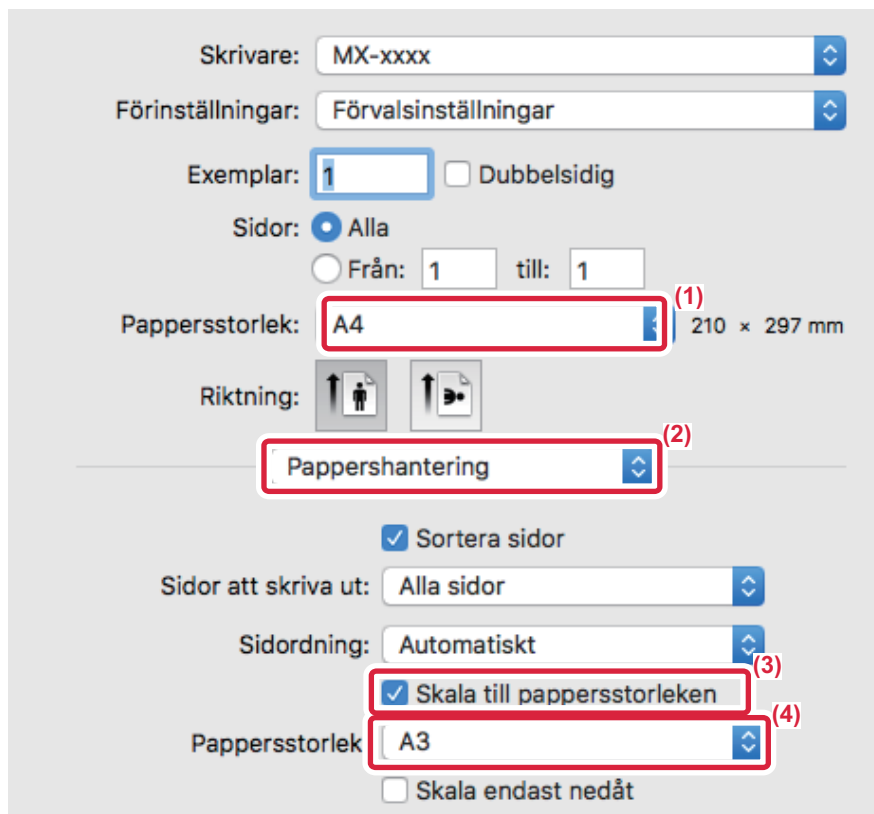 Skrivare: MX-xxxx
Förinställningar: Förvalsinställningar
Exemplar: 1 Dubbelsidig
Sidor: Alla
Från: 1 till: 1
(1)
Pappersstorlek: A4 210 × 297 mm
Riktning:
(2)
Pappershantering
Sortera sidor
Sidor att skriva ut: Alla sidor
Sidordning: Automatiskt
(3)
Skala till pappersstorleken
(4)
Pappersstorlek A3
Skala endast nedåt